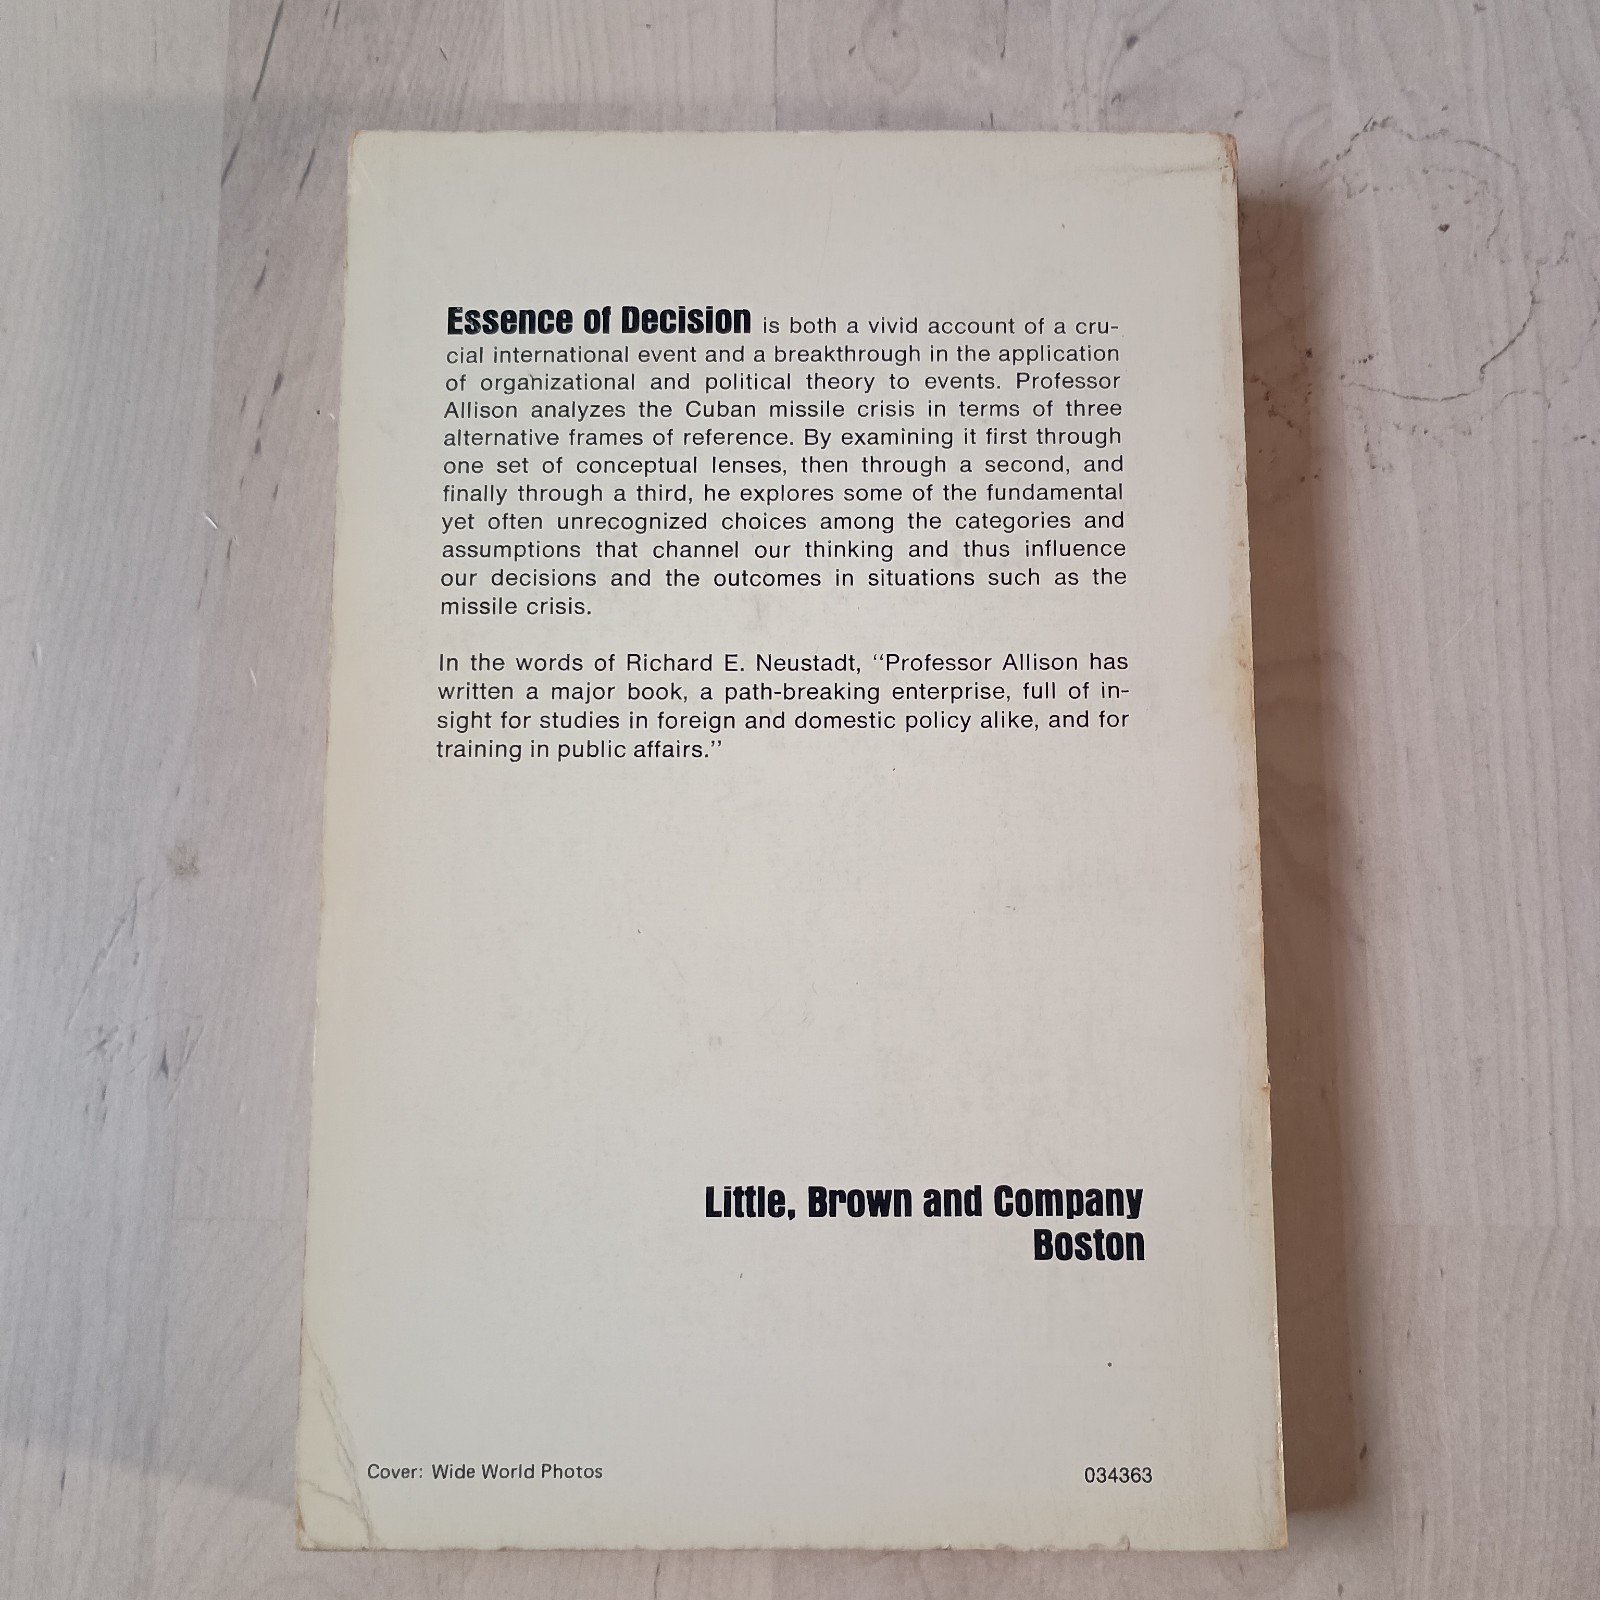 Essence of Decision is both a vivid account of a cru-
cial international event and a breakthrough in the application
of organizational and political theory to events. Professor
Allison analyzes the Cuban missile crisis in terms of three
alternative frames of reference. By examining it first through
one set of conceptual lenses, then through a second, and
finally through a third, he explores some of the fundamental
yet often unrecognized choices among the categories and
assumptions that channel our thinking and thus influence
our decisions and the outcomes in situations such as the
missile crisis.
In the words of Richard E. Neustadt, “Professor Allison has
written a major book, a path-breaking enterprise, full of in-
sight for studies in foreign and domestic policy alike, and for
training in public affairs.”
Little, Brown and Company
Boston
Cover: Wide World Photos
034363